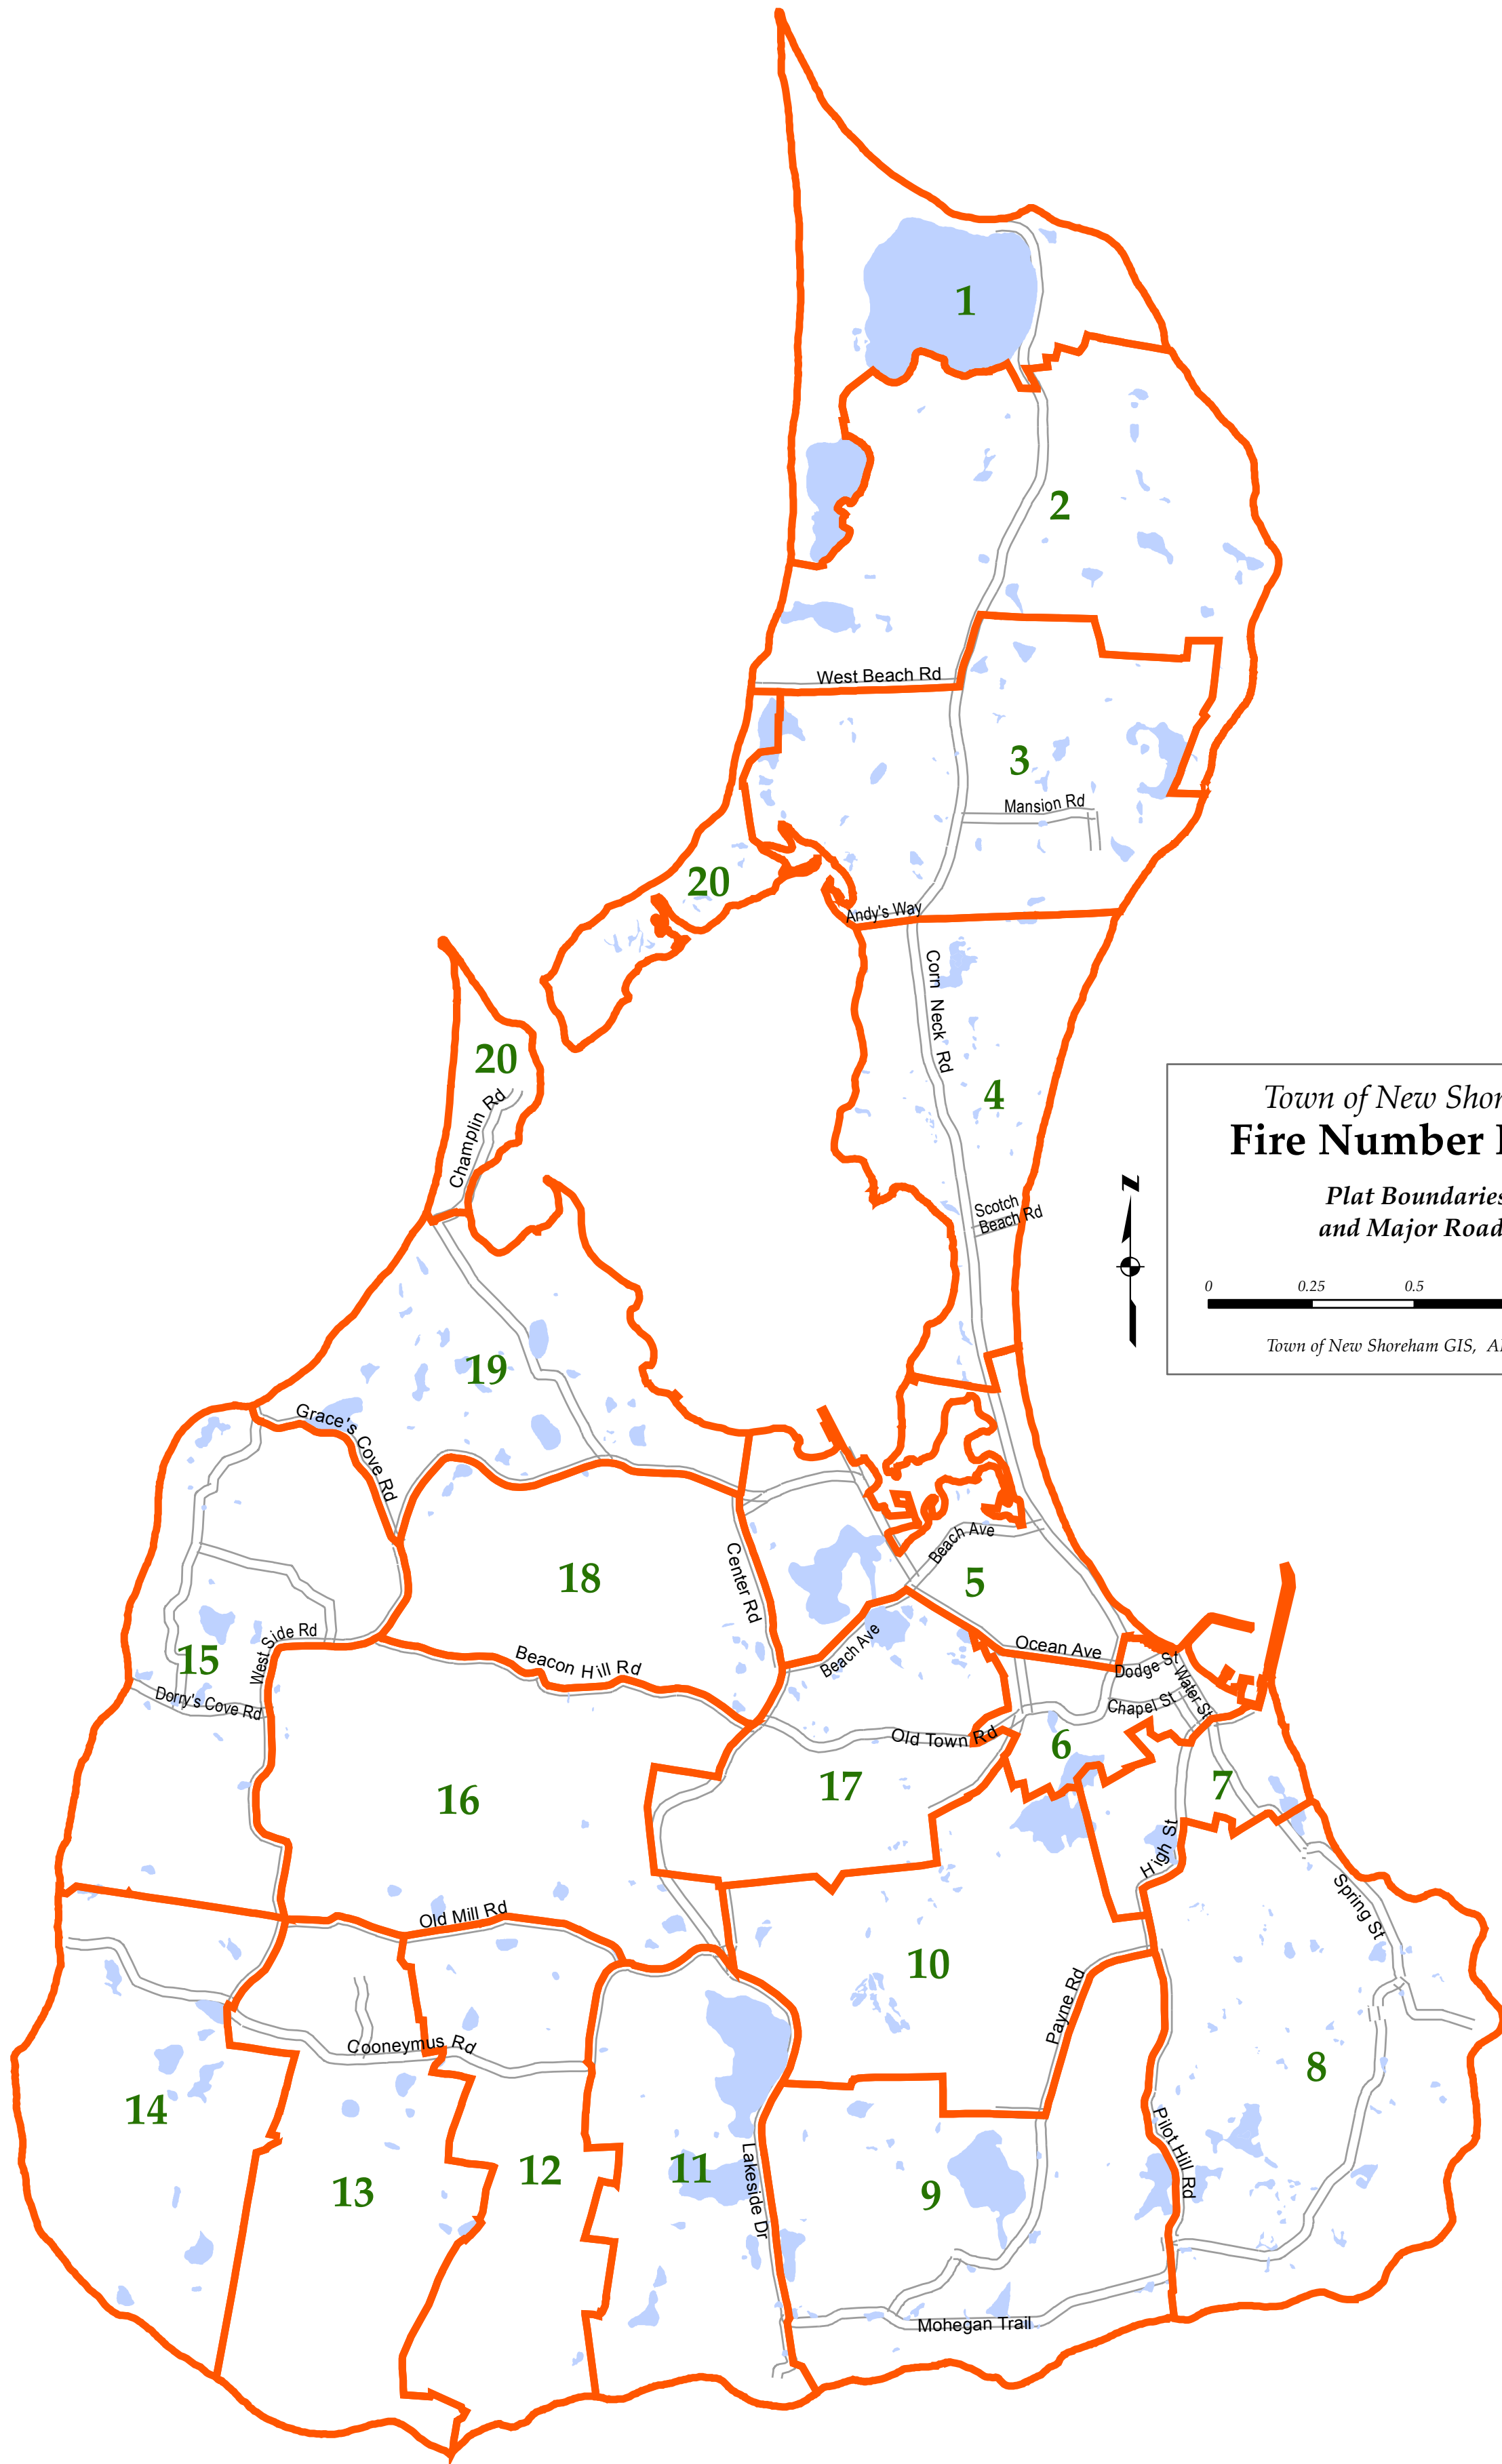 1
2
West Beach Rd
3
Mansion Rd
20
Andy's Way
Corn Neck Rd
20
Champlin Rd
4
Scotch
Beach Rd
Town of New Shor
Fire Number
Plat Boundaries
and Major Road
N
0 0.25 0.5
Town of New Shoreham GIS,
19
Grace's Cove Rd
18
Center Rd
Beach Ave
5
15
West Side Rd
Beacon Hill Rd
Beach Ave
Ocean Ave
Dodge St
Water St
Chapel St
Dorry's Cove Rd
Old Town Rd
6
7
16
17
High St
Spring St
Old Mill Rd
10
Payne Rd
Cooneymus Rd
8
14
13
12
11
Lakeside Dr
9
Pilot Hill Rd
Mohegan Trail